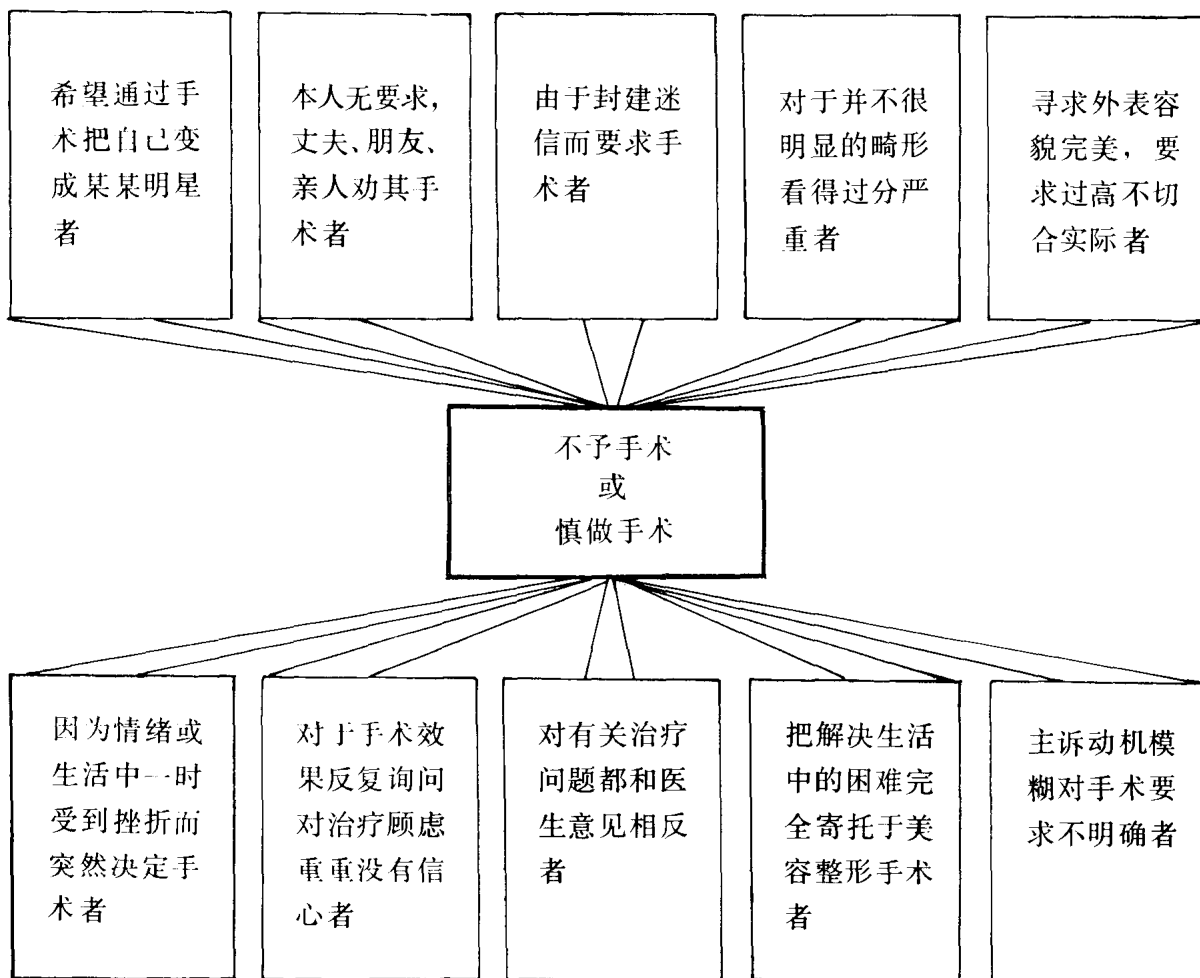 希望通过手
术把自己变
成某某明星
者
本人无要求，
丈夫、朋友、
亲人劝其手
术者
由于封建迷
信而要求手
术者
对于并不很
明显的畸形
看得过分严
重者
寻求外表容
貌完美，要
求过高不切
合实际者
不予手术
或
慎做手术
因为情绪或
生活中一时
受到挫折而
突然决定手
术者
对于手术效
果反复询问
对治疗顾虑
重重没有信
心者
对有关治疗
问题都和医
生意见相反
者
把解决生活
中的困难完
全寄托于美
容整形手术
者
主诉动机模
糊对手术要
求不明确者